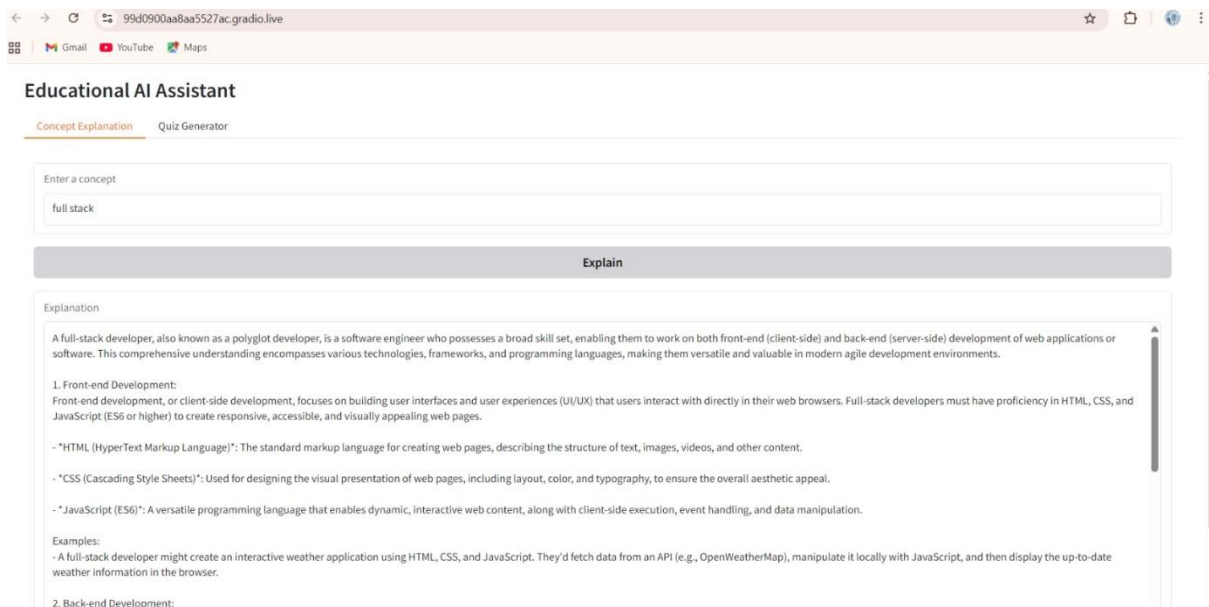 99d0900aa8aa5527ac.gradio.live
Gmail YouTube Maps
Educational AI Assistant
Concept Explanation Quiz Generator
Enter a concept
full stack
Explain
Explanation
A full-stack developer, also known as a polyglot developer, is a software engineer who possesses a broad skill set, enabling them to work on both front-end (client-side) and back-end (server-side) development of web applications or
software. This comprehensive understanding encompasses various technologies, frameworks, and programming languages, making them versatile and valuable in modern agile development environments.
1. Front-end Development:
Front-end development, or client-side development, focuses on building user interfaces and user experiences (UI/UX) that users interact with directly in their web browsers. Full-stack developers must have proficiency in HTML, CSS, and
JavaScript (ES6 or higher) to create responsive, accessible, and visually appealing web pages.
- *HTML (HyperText Markup Language)*: The standard markup language for creating web pages, describing the structure of text, images, videos, and other content.
- *CSS (Cascading Style Sheets)*: Used for designing the visual presentation of web pages, including layout, color, and typography, to ensure the overall aesthetic appeal.
- *JavaScript (ES6)*: A versatile programming language that enables dynamic, interactive web content, along with client-side execution, event handling, and data manipulation.
Examples:
- A full-stack developer might create an interactive weather application using HTML, CSS, and JavaScript. They'd fetch data from an API (e.g., OpenWeatherMap), manipulate it locally with JavaScript, and then display the up-to-date
weather information in the browser.
2. Back-end Development: